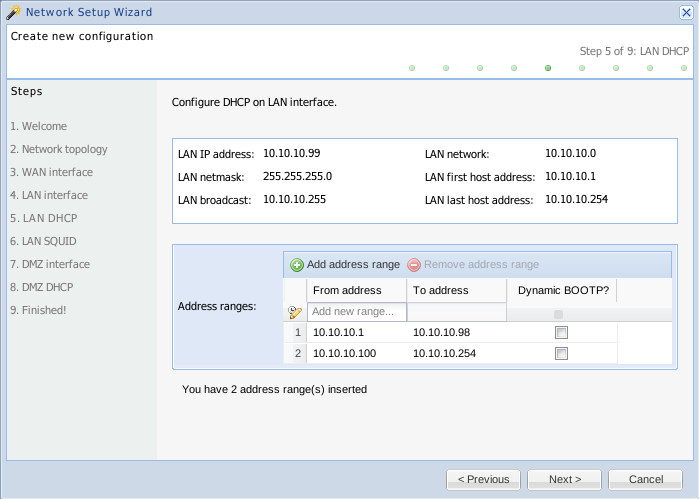 Network Setup Wizard
Create new configuration
Step 5 of 9: LAN DHCP
Steps
1. Welcome
2. Network topology
3. WAN interface
4. LAN interface
5. LAN DHCP
6. LAN SQUID
7. DMZ interface
8. DMZ DHCP
9. Finished!
Configure DHCP on LAN interface.
LAN IP address: 10.10.10.99 LAN network: 10.10.10.0
LAN netmask: 255.255.255.0 LAN first host address: 10.10.10.1
LAN broadcast: 10.10.10.255 LAN last host address: 10.10.10.254
Address ranges:
Add address range Remove address range
From address To address Dynamic BOOTP?
Add new range...
1 10.10.10.1 10.10.10.98
2 10.10.10.100 10.10.10.254
You have 2 address range(s) inserted
< Previous Next > Cancel